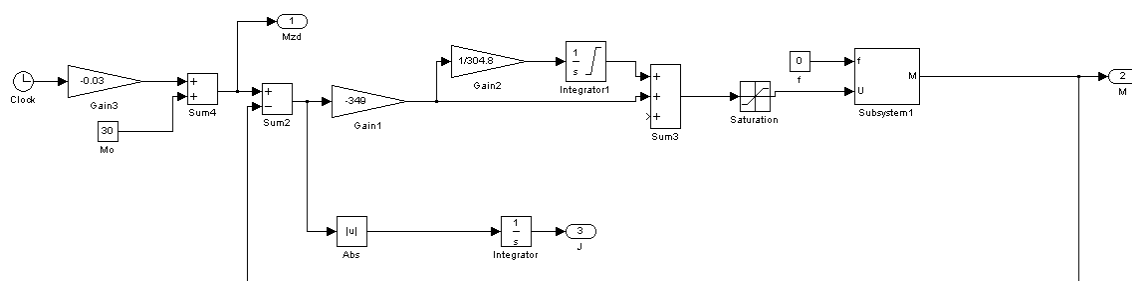 1
Mzd
Clock
-0.03
Gain3
+
+
Sum4
30
Mo
+
−
Sum2
-349
Gain1
1/304.8
Gain2
1
s
Integrator1
+
+
+
Sum3
Saturation
0
f
f
U
M
Subsystem1
2
M
|u|
Abs
1
s
Integrator
3
J